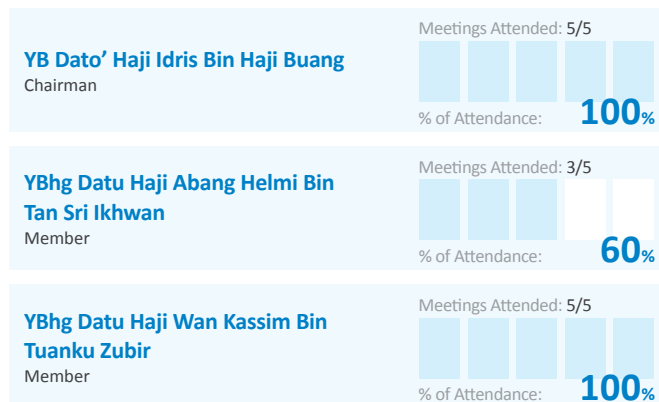 YB Dato’ Haji Idris Bin Haji Buang
Chairman
Meetings Attended: 5/5
% of Attendance: 100%
YBhg Datu Haji Abang Helmi Bin
Tan Sri Ikhwan
Member
Meetings Attended: 3/5
% of Attendance: 60%
YBhg Datu Haji Wan Kassim Bin
Tuanku Zubir
Member
Meetings Attended: 5/5
% of Attendance: 100%